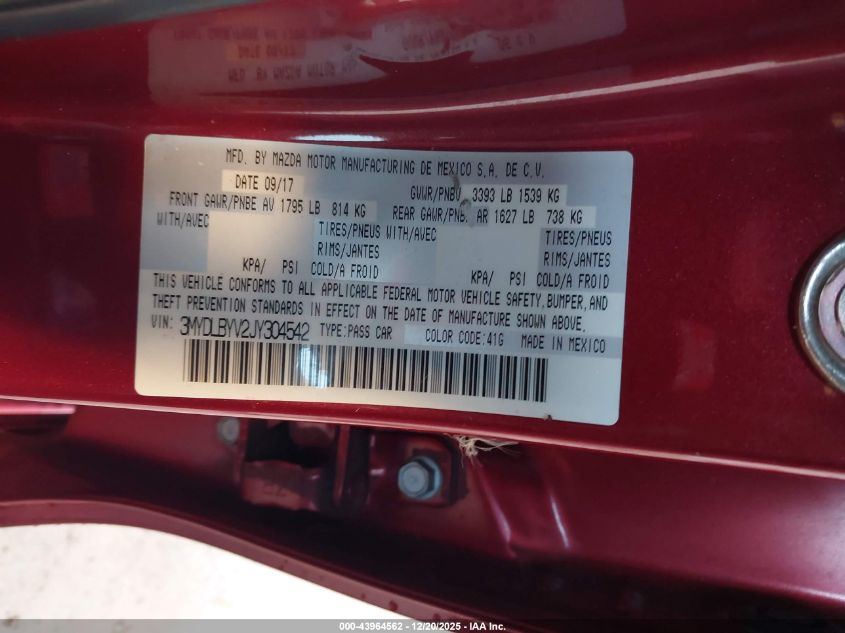 MFD. BY MAZDA MOTOR MANUFACTURING DE MEXICO S.A. DE C.V.
DATE 09/17 GVWR/PNBV 3393 LB 1539 KG
FRONT GAWR/PNBE AV 1795 LB 814 KG REAR GAWR/PNBE AR 1627 LB 738 KG
WITH/AVEC TIRES/PNEUS WITH/AVEC TIRES/PNEUS
RIMS/JANTES RIMS/JANTES
KPA/ PSI COLD/A FROID KPA/ PSI COLD/A FROID
THIS VEHICLE CONFORMS TO ALL APPLICABLE FEDERAL MOTOR VEHICLE SAFETY, BUMPER, AND
THEFT PREVENTION STANDARDS IN EFFECT ON THE DATE OF MANUFACTURE SHOWN ABOVE.
VIN: 3MYDLBYV2JY304542 TYPE:PASS CAR COLOR CODE:41G MADE IN MEXICO
000-43964562 - 12/20/2025 - IAA Inc.